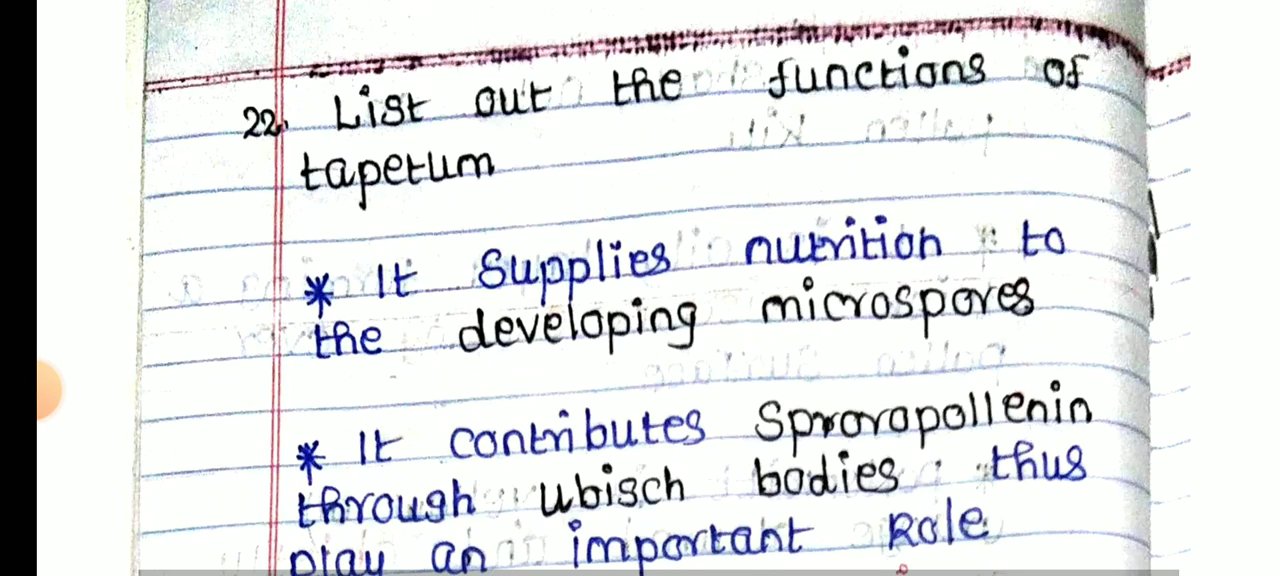 22. List out the functions of
tapetum
* It Supplies nutrition to
the developing microspores
* It contributes Sprovopollenin
through ubisch bodies thus
play an important Role